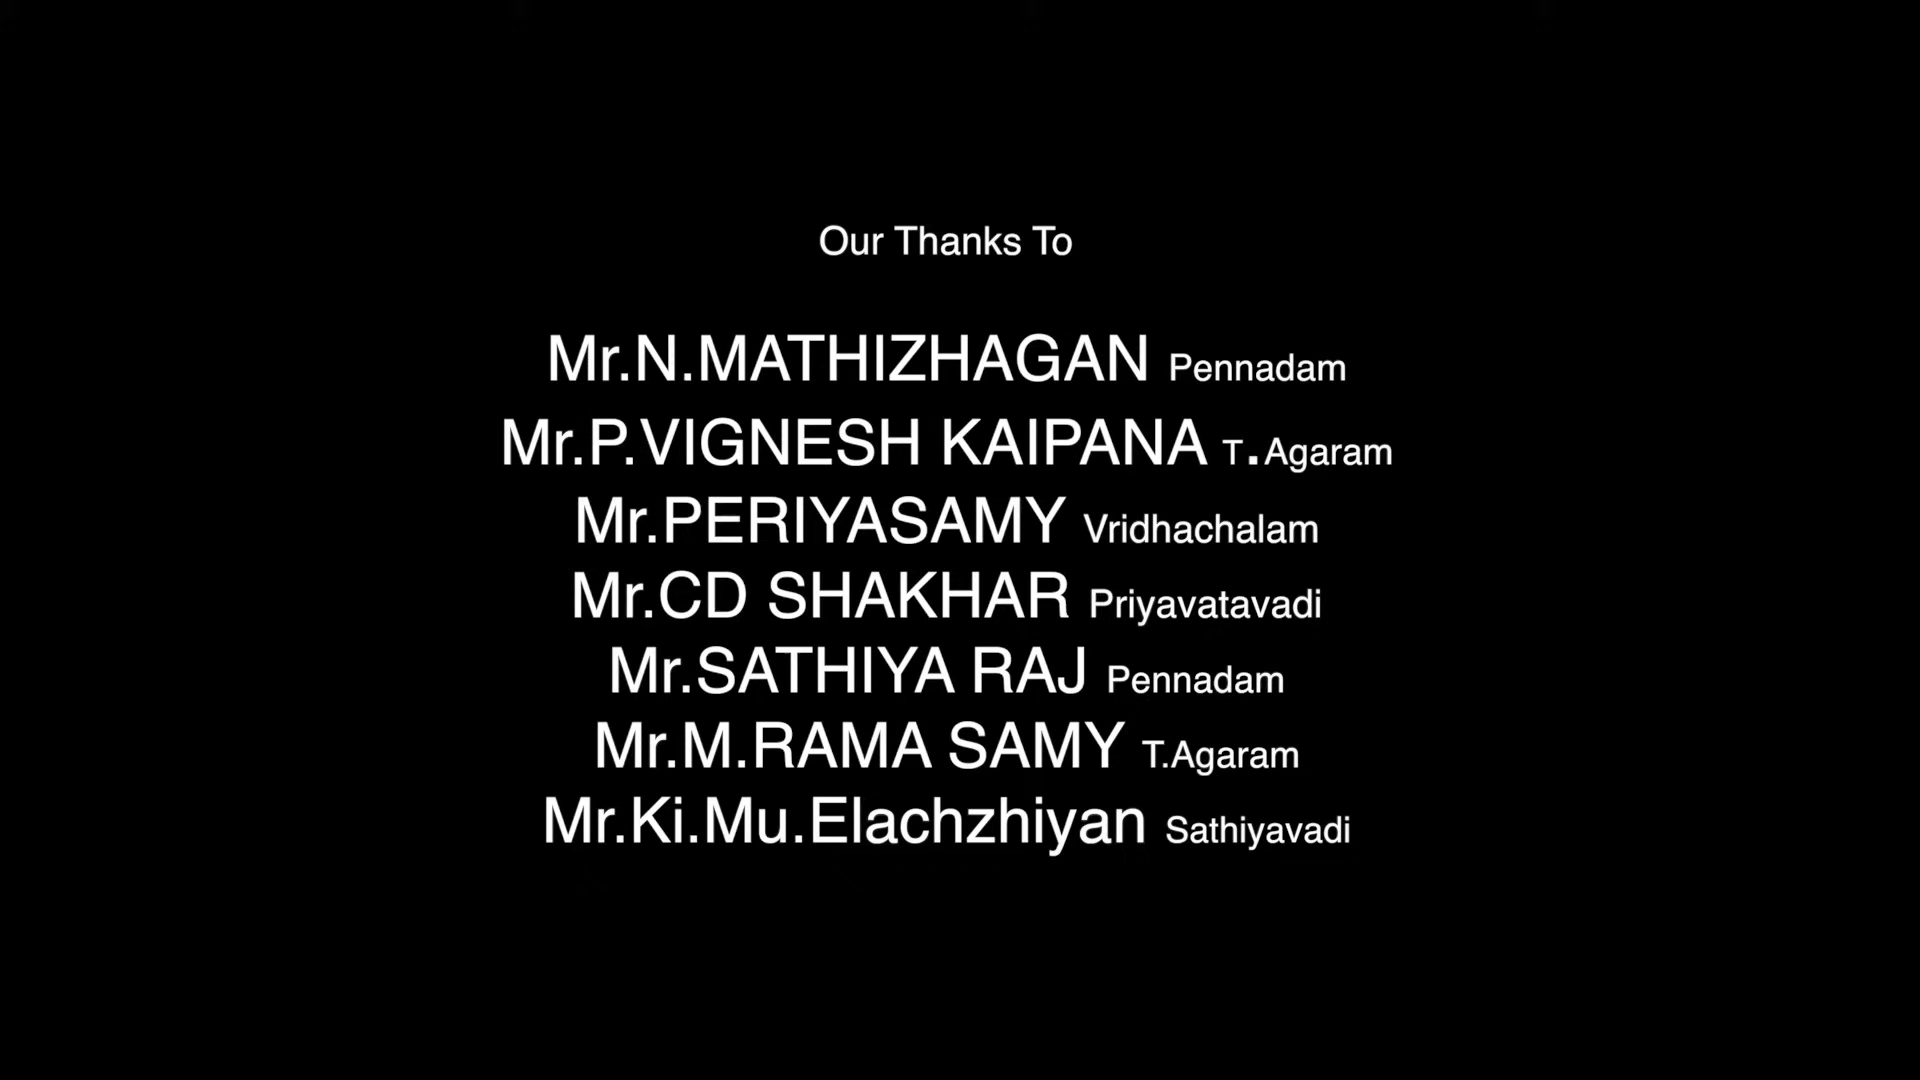 Our Thanks To
Mr.N.MATHIZHAGAN Pennadam
Mr.P.VIGNESH KAIPANA T.Agaram
Mr.PERIYASAMY Vridhachalam
Mr.CD SHAKHAR Priyavatavadi
Mr.SATHIYA RAJ Pennadam
Mr.M.RAMA SAMY T.Agaram
Mr.Ki.Mu.Elachzhiyan Sathiyavadi